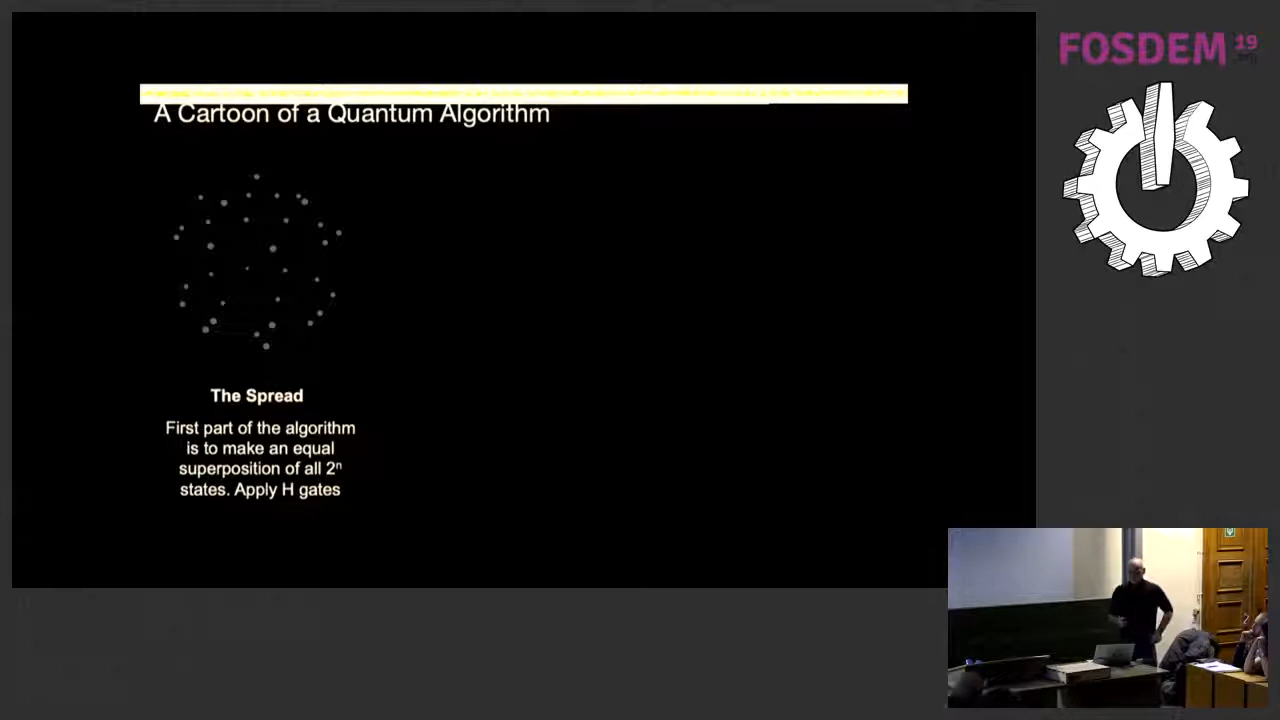 FOSDEM 19
A Cartoon of a Quantum Algorithm
The Spread
First part of the algorithm
is to make an equal
superposition of all 2ⁿ
states. Apply H gates